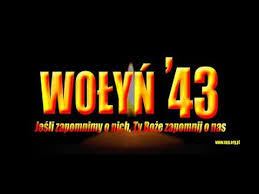 WOŁYŃ '43
Jeśli zapomnimy o nich, Ty Boże zapomnij o nas